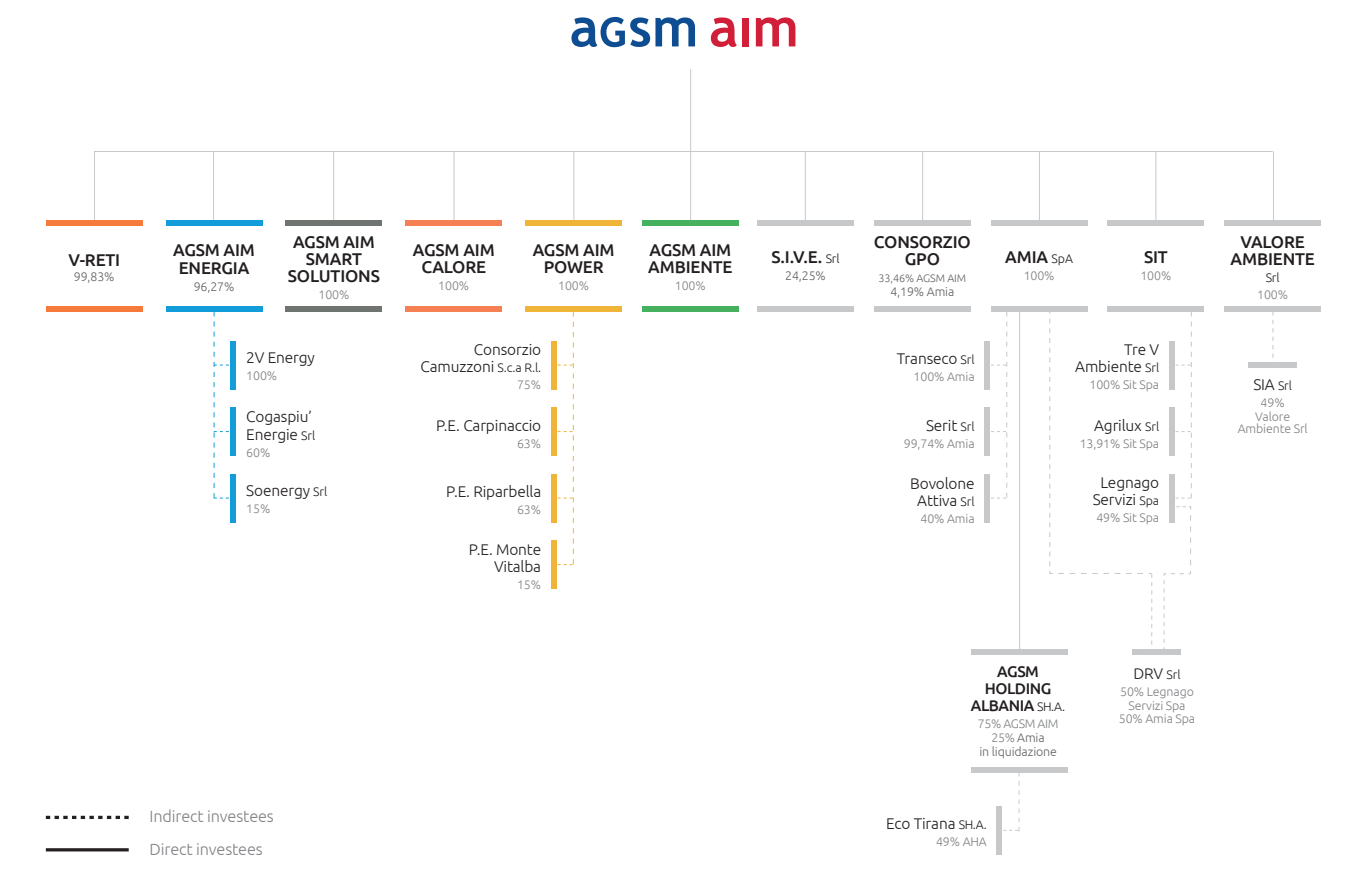 agsm aim
V-RETI
99,83%
AGSM AIM
ENERGIA
96,27%
AGSM AIM
SMART
SOLUTIONS
100%
AGSM AIM
CALORE
100%
AGSM AIM
POWER
100%
AGSM AIM
AMBIENTE
100%
S.I.V.E. Srl
24,25%
CONSORZIO
GPO
33,46% AGSM AIM
4,19% Amia
AMIA SpA
100%
SIT
100%
VALORE
AMBIENTE
Srl
100%
2V Energy
100%
Cogaspiu’
Energie Srl
60%
Soenergy Srl
15%
Consorzio
Camuzzoni S.c.a R.l.
75%
P.E. Carpinaccio
63%
P.E. Riparbella
63%
P.E. Monte
Vitalba
15%
Transeco Srl
100% Amia
Serit Srl
99,74% Amia
Bovolone
Attiva Srl
40% Amia
Tre V
Ambiente Srl
100% Sit Spa
Agrilux Srl
13,91% Sit Spa
Legnago
Servizi Spa
49% Sit Spa
SIA Srl
49%
Valore
Ambiente Srl
AGSM
HOLDING
ALBANIA SH.A.
75% AGSM AIM
25% Amia
in liquidazione
DRV Srl
50% Legnago
Servizi Spa
50% Amia Spa
Eco Tirana SH.A.
49% AHA
Indirect investees
Direct investees